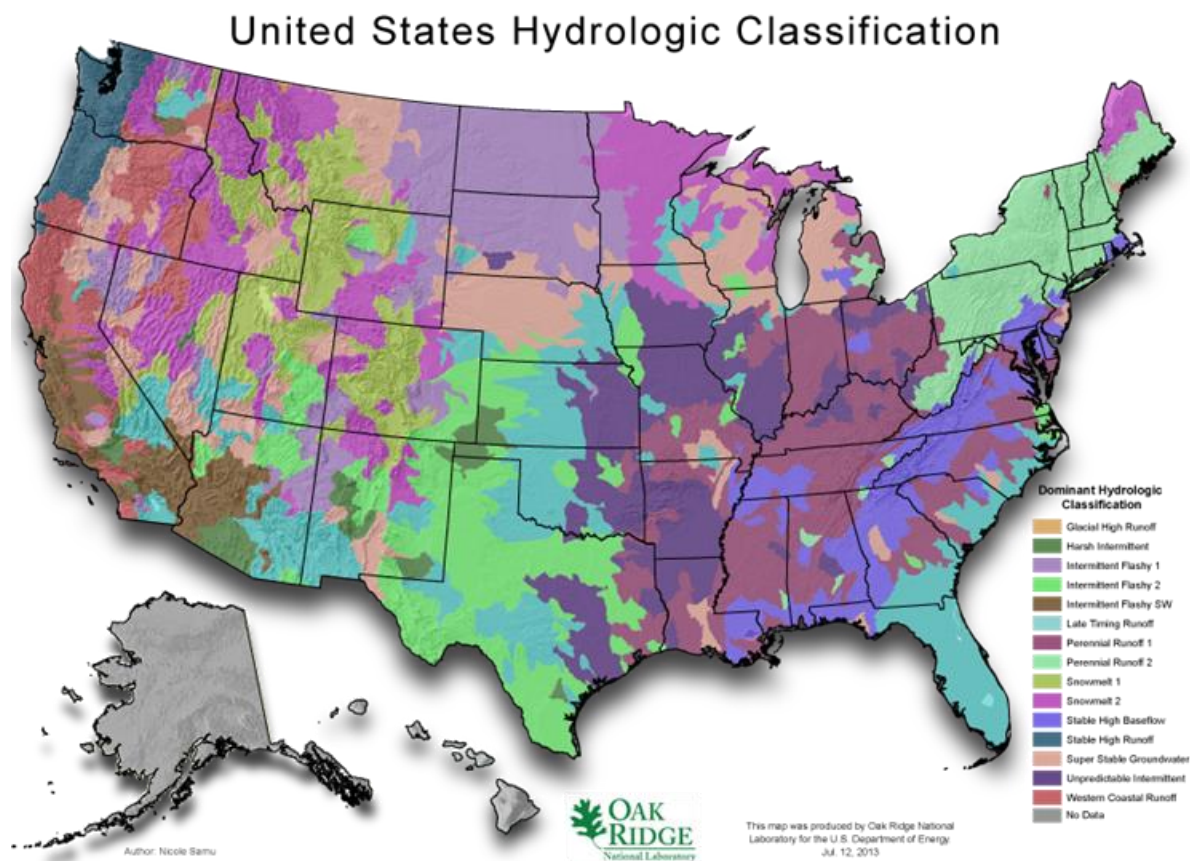 United States Hydrologic Classification
Dominant Hydrologic
Classification
Glacial High Runoff
Harsh Intermittent
Intermittent Flashy 1
Intermittent Flashy 2
Intermittent Flashy SW
Late Timing Runoff
Perennial Runoff 1
Perennial Runoff 2
Snowmelt 1
Snowmelt 2
Stable High Baseflow
Stable High Runoff
Super Stable Groundwater
Unpredictable Intermittent
Western Coastal Runoff
No Data
OAK
RIDGE
National Laboratory
This map was produced by Oak Ridge National
Laboratory for the U.S. Department of Energy
Jul. 12, 2013
Author: Nicole Samu